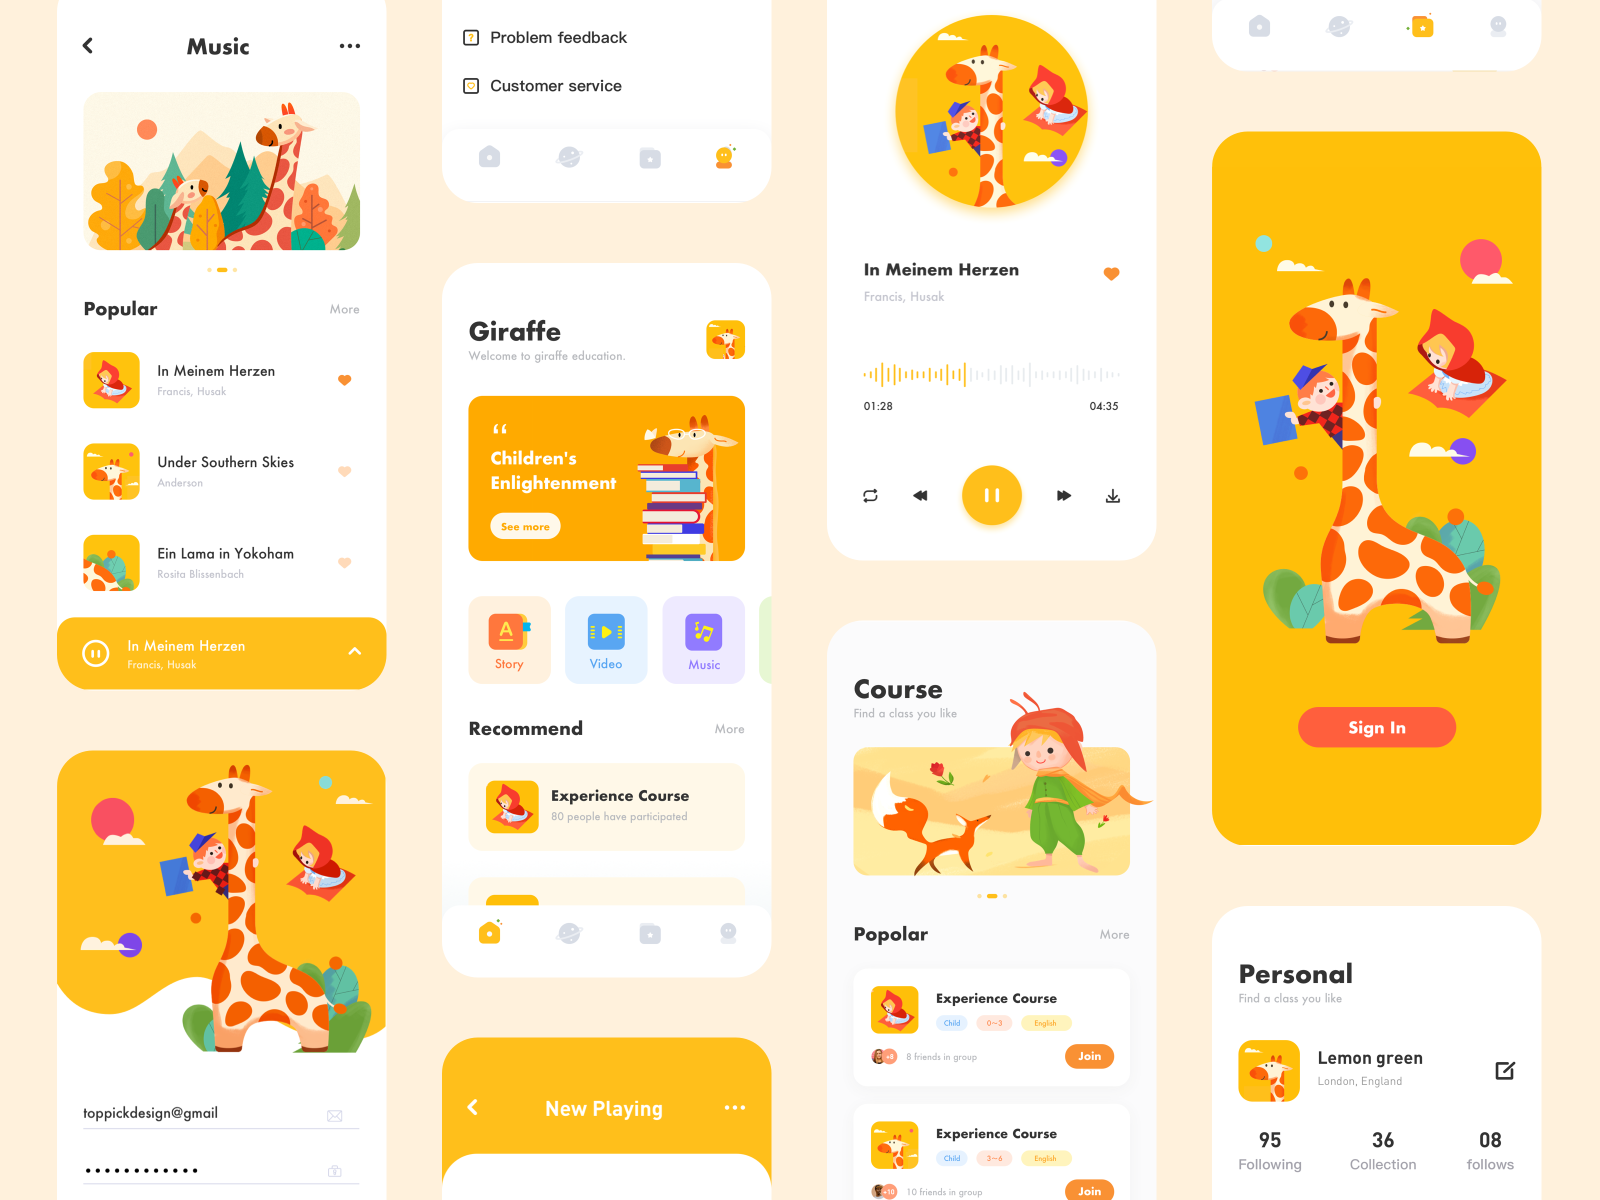 Music
Popular
More
In Meinem Herzen
Francis, Husak
Under Southern Skies
Anderson
Ein Lama in Yokoham
Rosita Blissenbach
In Meinem Herzen
Francis, Husak
toppickdesign@gmail
Problem feedback
Customer service
Giraffe
Welcome to giraffe education.
“
Children's
Enlightenment
See more
A
Story
Video
Music
Recommend
More
Experience Course
80 people have participated
New Playing
In Meinem Herzen
Francis, Husak
01:28
04:35
Course
Find a class you like
Popolar
More
Experience Course
Child
0~3
English
+8
8 friends in group
Join
Experience Course
Child
3~6
English
+10
10 friends in group
Join
Sign In
Personal
Find a class you like
Lemon green
London, England
95
36
08
Following
Collection
follows